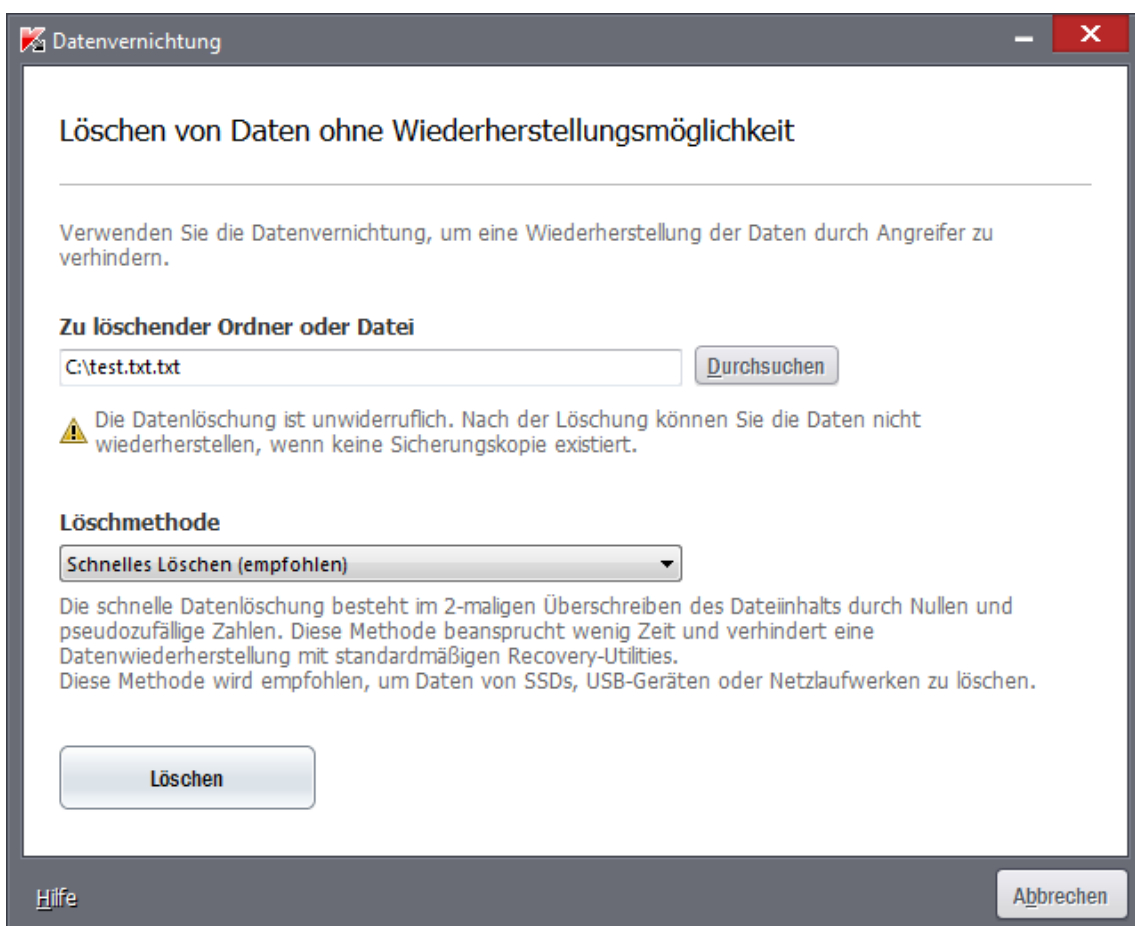 Datenvernichtung
Löschen von Daten ohne Wiederherstellungsmöglichkeit
Verwenden Sie die Datenvernichtung, um eine Wiederherstellung der Daten durch Angreifer zu
verhindern.
Zu löschender Ordner oder Datei
C:\test.txt.txt
Durchsuchen
Die Datenlöschung ist unwiderruflich. Nach der Löschung können Sie die Daten nicht
wiederherstellen, wenn keine Sicherungskopie existiert.
Löschmethode
Schnelles Löschen (empfohlen)
Die schnelle Datenlöschung besteht im 2-maligen Überschreiben des Dateiinhalts durch Nullen und
pseudozufällige Zahlen. Diese Methode beansprucht wenig Zeit und verhindert eine
Datenwiederherstellung mit standardmäßigen Recovery-Utilities.
Diese Methode wird empfohlen, um Daten von SSDs, USB-Geräten oder Netzlaufwerken zu löschen.
Löschen
Hilfe
Abbrechen